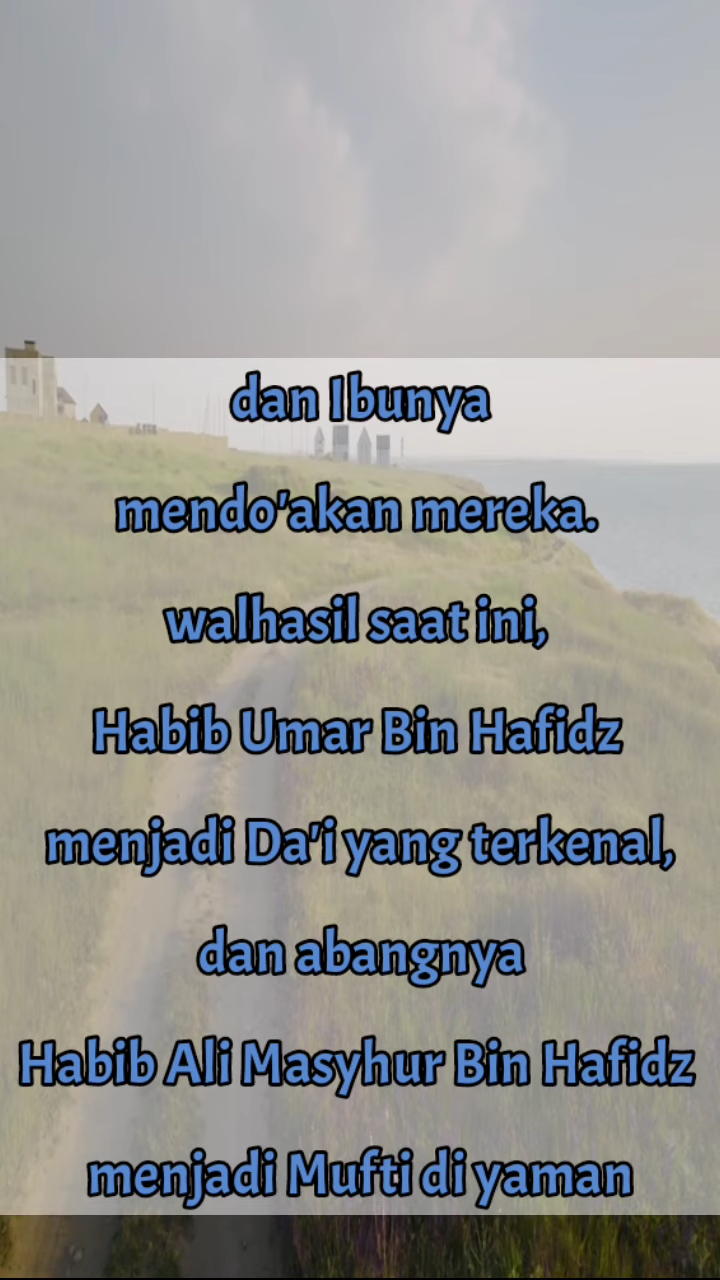 dan Ibunya
mendo'akan mereka.
walhasil saat ini,
Habib Umar Bin Hafidz
menjadi Da'i yang terkenal,
dan abangnya
Habib Ali Masyhur Bin Hafidz
menjadi Mufti di yaman